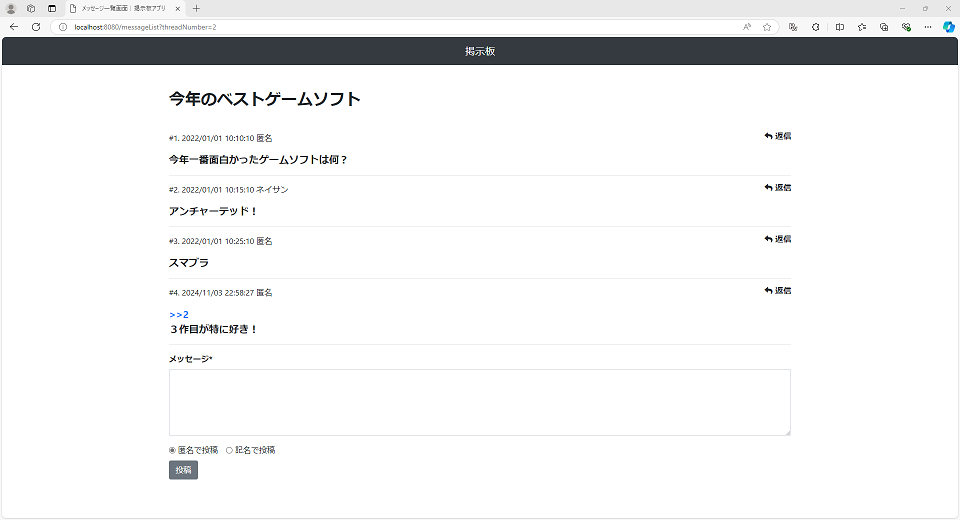 メッセージ一覧画面｜掲示板アプリ
localhost:8080/messageList?threadNumber=2
掲示板
今年のベストゲームソフト
#1. 2022/01/01 10:10:10 匿名 返信
今年一番面白かったゲームソフトは何？
#2. 2022/01/01 10:15:10 ネイサン 返信
アンチャーテッド！
#3. 2022/01/01 10:25:10 匿名 返信
スマブラ
#4. 2024/11/03 22:58:27 匿名 返信
>>2
３作目が特に好き！
メッセージ*
匿名で投稿 記名で投稿
投稿